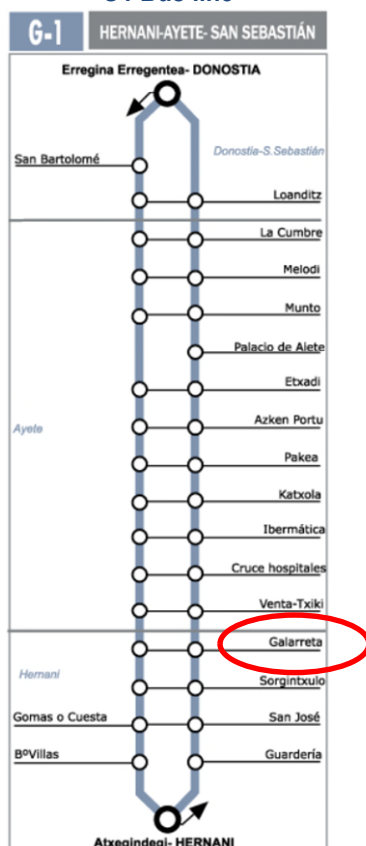 G-1 HERNANI-AYETE- SAN SEBASTIÁN
Erregina Erregentea- DONOSTIA
Donostia-S.Sebastián
San Bartolomé
Loanditz
La Cumbre
Melodi
Munto
Palacio de Aiete
Etxadi
Azken Portu
Ayete
Pakea
Katxola
Ibermática
Cruce hospitales
Venta-Txiki
Galarreta
Hernani
Sorgintxulo
Gomas o Cuesta San José
BºVillas Guardería
Atxegindegi- HERNANI